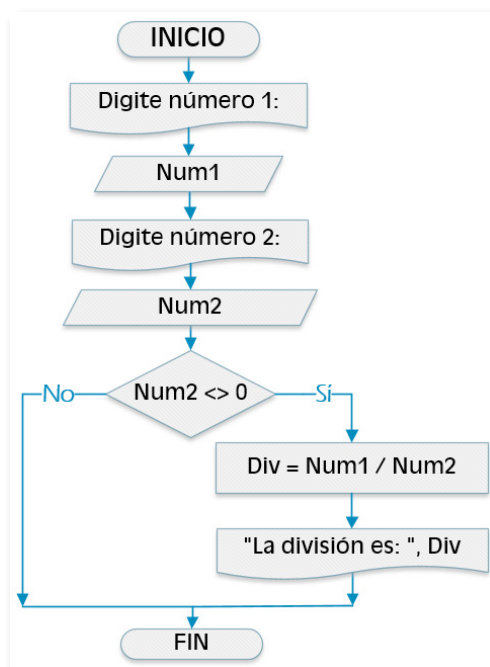 INICIO
Digite número 1:
Num1
Digite número 2:
Num2
No
Num2 <> 0
Sí
Div = Num1 / Num2
"La división es: ", Div
FIN